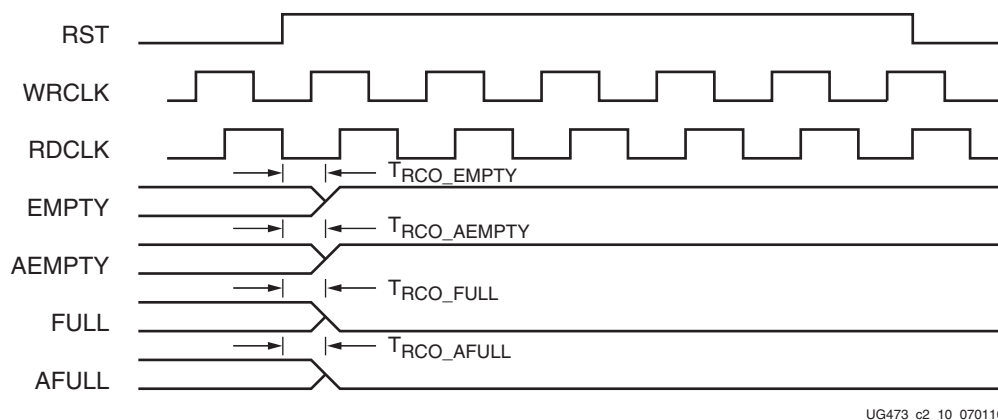 RST
WRCLK
RDCLK
TRCO_EMPTY
EMPTY
TRCO_AEMPTY
AEMPTY
TRCO_FULL
FULL
TRCO_AFULL
AFULL
UG473_c2_10_070110